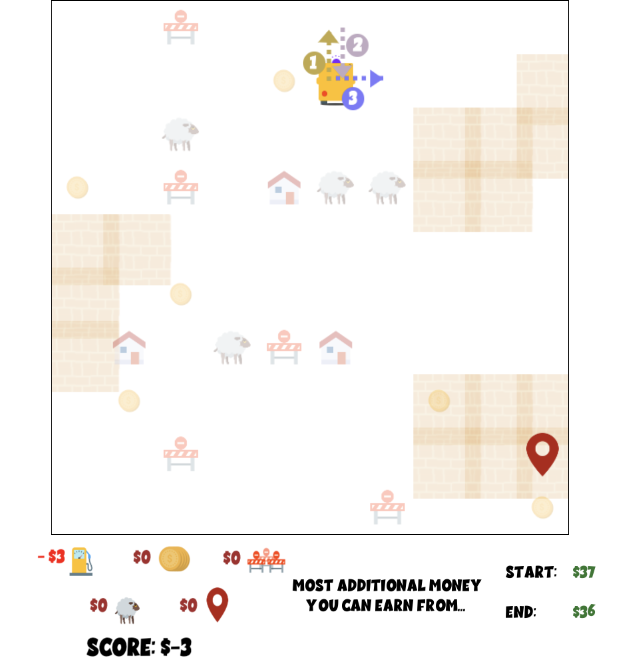 1
2
3
- $3
$0
$0
$0
$0
SCORE: $-3
MOST ADDITIONAL MONEY
YOU CAN EARN FROM...
START: $37
END: $36